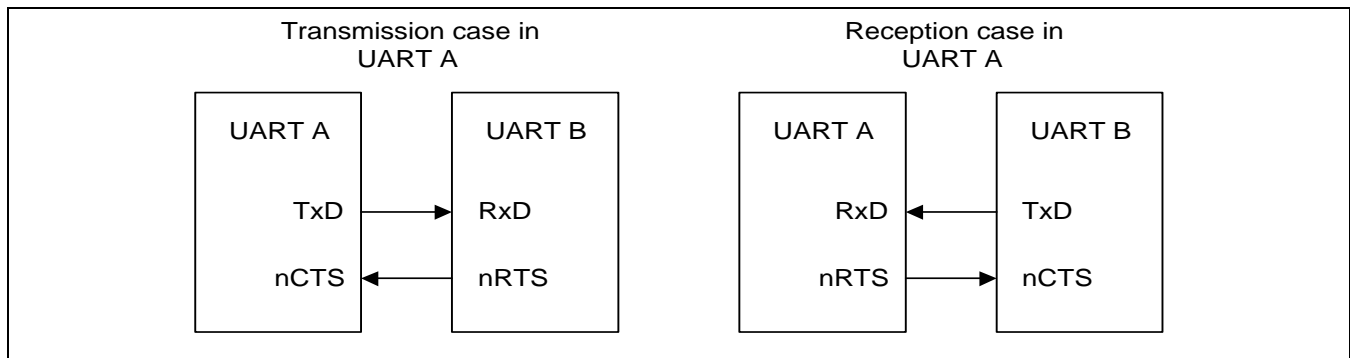 Transmission case in
UART A
UART A
UART B
TxD
RxD
nCTS
nRTS
Reception case in
UART A
UART A
UART B
RxD
TxD
nRTS
nCTS